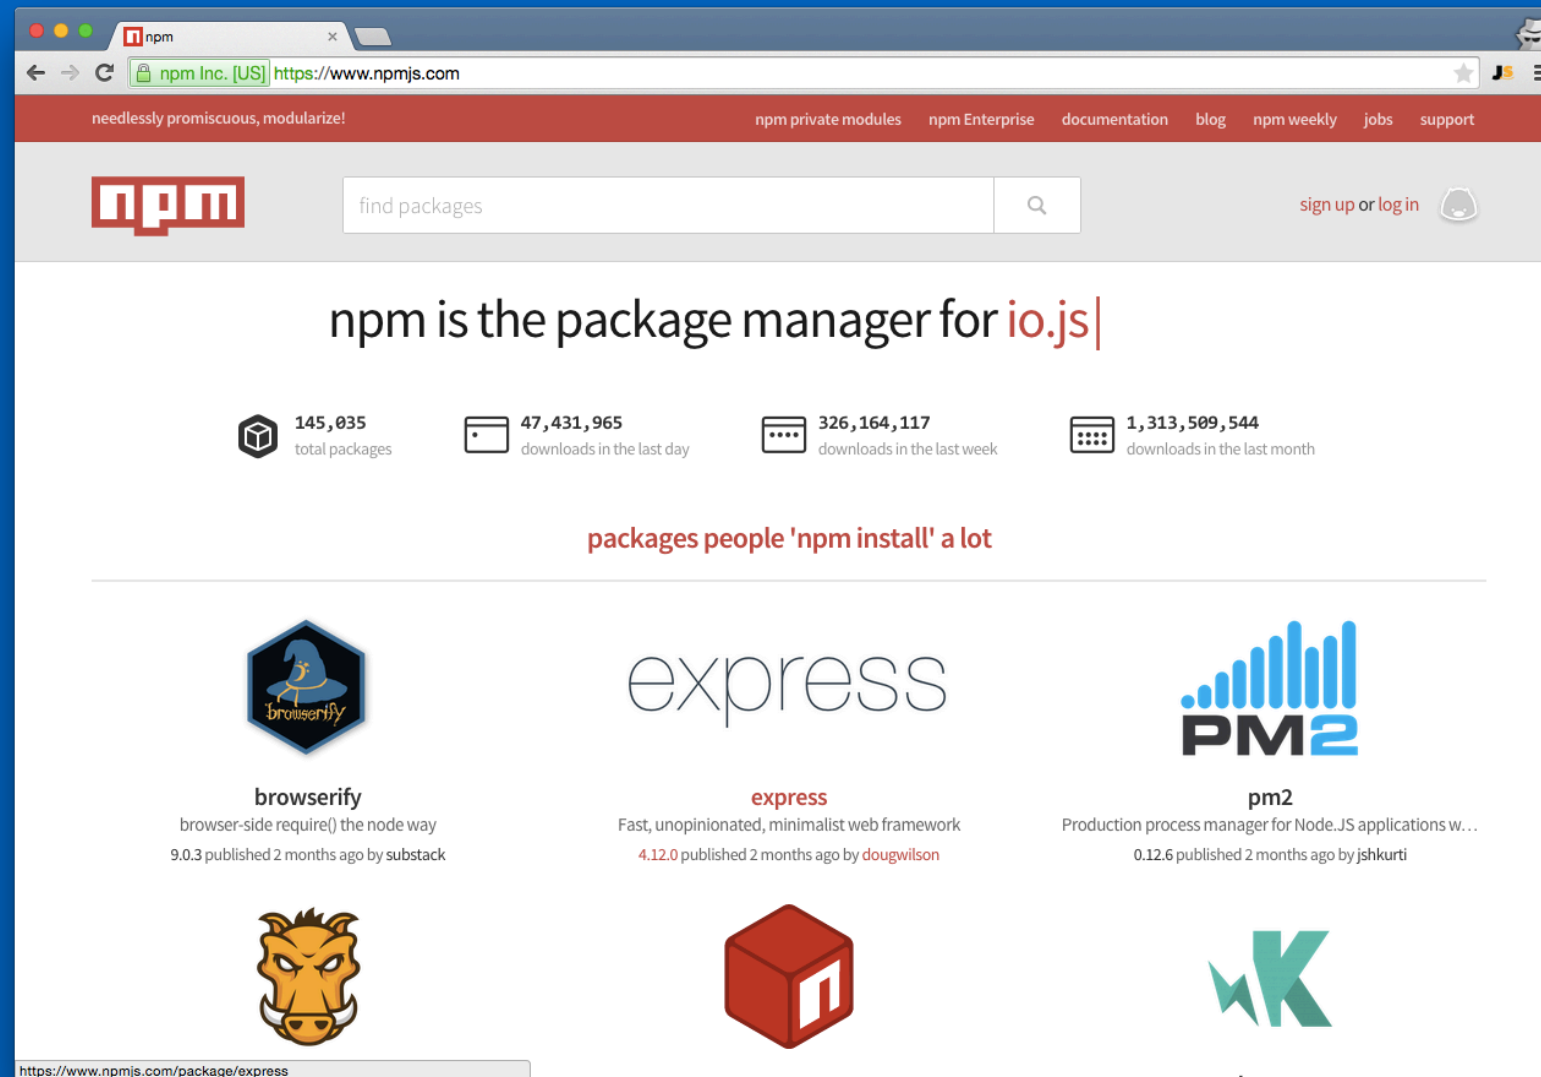 npm
npm Inc. [US] https://www.npmjs.com
JS
needlessly promiscuous, modularize!
npm private modules npm Enterprise documentation blog npm weekly jobs support
npm
find packages
sign up or log in
npm is the package manager for io.js
145,035
total packages
47,431,965
downloads in the last day
326,164,117
downloads in the last week
1,313,509,544
downloads in the last month
packages people 'npm install' a lot
browserify
express
PM2
browserify
browser-side require() the node way
9.0.3 published 2 months ago by substack
express
Fast, unopinionated, minimalist web framework
4.12.0 published 2 months ago by dougwilson
pm2
Production process manager for Node.JS applications w...
0.12.6 published 2 months ago by jshkurti
n
K
https://www.npmjs.com/package/express